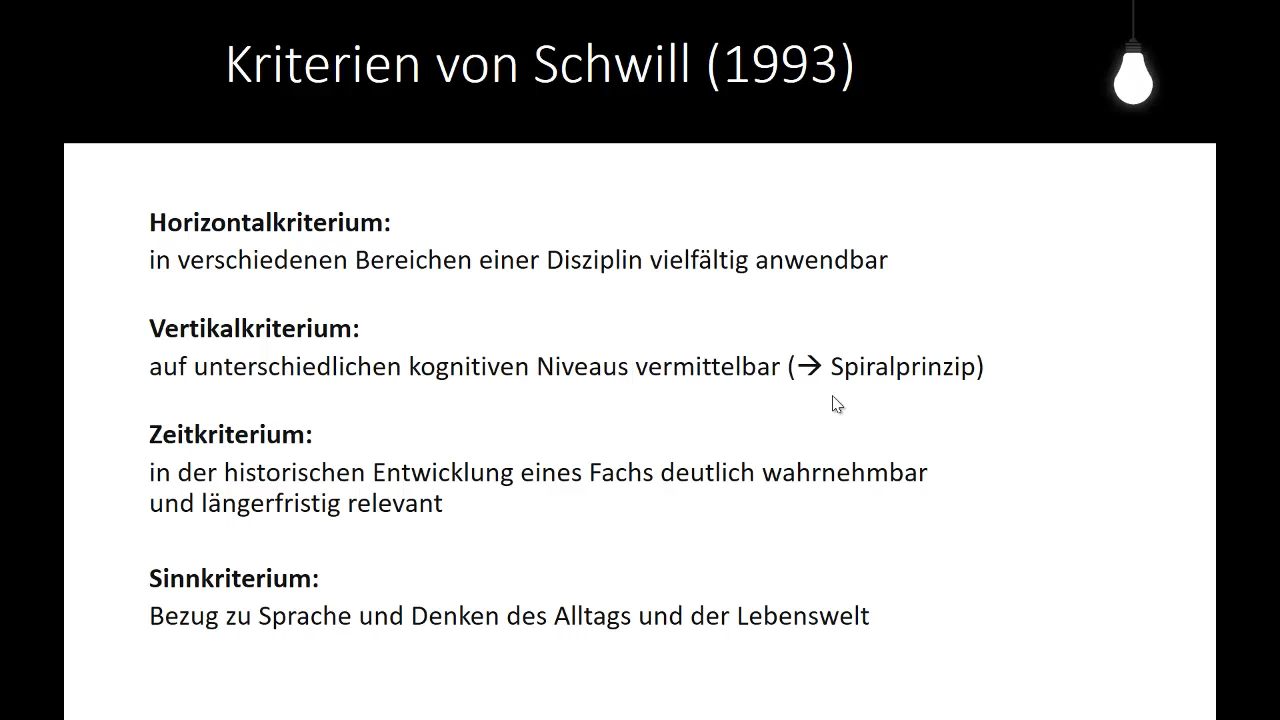 Kriterien von Schwill (1993)
Horizontalkriterium:
in verschiedenen Bereichen einer Disziplin vielfältig anwendbar
Vertikalkriterium:
auf unterschiedlichen kognitiven Niveaus vermittelbar (→ Spiralprinzip)
Zeitkriterium:
in der historischen Entwicklung eines Fachs deutlich wahrnehmbar
und längerfristig relevant
Sinnkriterium:
Bezug zu Sprache und Denken des Alltags und der Lebenswelt